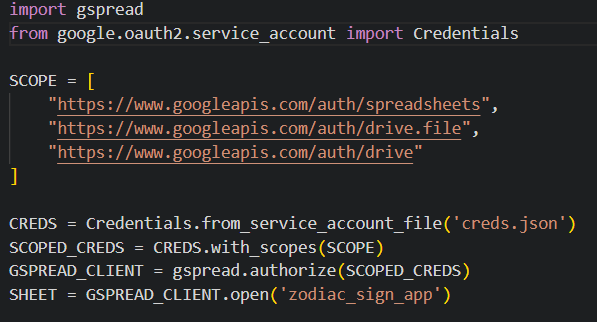 import gspread
from google.oauth2.service_account import Credentials
SCOPE = [
    "https://www.googleapis.com/auth/spreadsheets",
    "https://www.googleapis.com/auth/drive.file",
    "https://www.googleapis.com/auth/drive"
]
CREDS = Credentials.from_service_account_file('creds.json')
SCOPED_CREDS = CREDS.with_scopes(SCOPE)
GSPREAD_CLIENT = gspread.authorize(SCOPED_CREDS)
SHEET = GSPREAD_CLIENT.open('zodiac_sign_app')